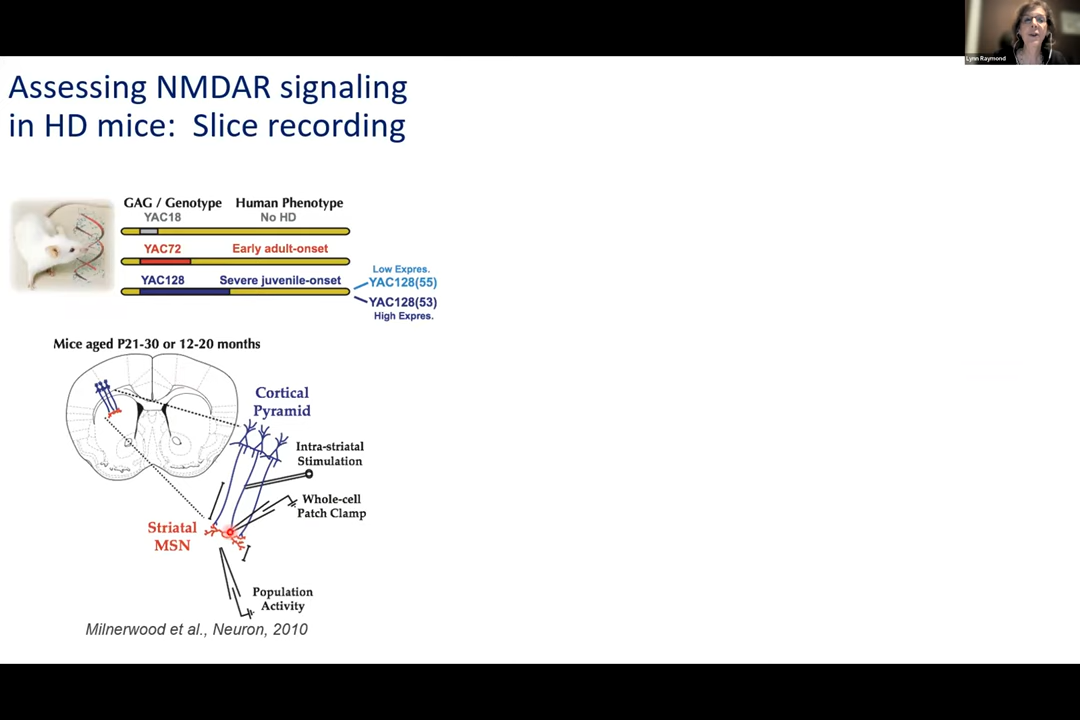 Lynn Raymond
Assessing NMDAR signaling
in HD mice: Slice recording
GAG / Genotype Human Phenotype
YAC18 No HD
YAC72 Early adult-onset
YAC128 Severe juvenile-onset
Low Expres.
YAC128(55)
YAC128(53)
High Expres.
Mice aged P21-30 or 12-20 months
Cortical
Pyramid
Intra-striatal
Stimulation
Whole-cell
Patch Clamp
Striatal
MSN
Population
Activity
Milnerwood et al., Neuron, 2010